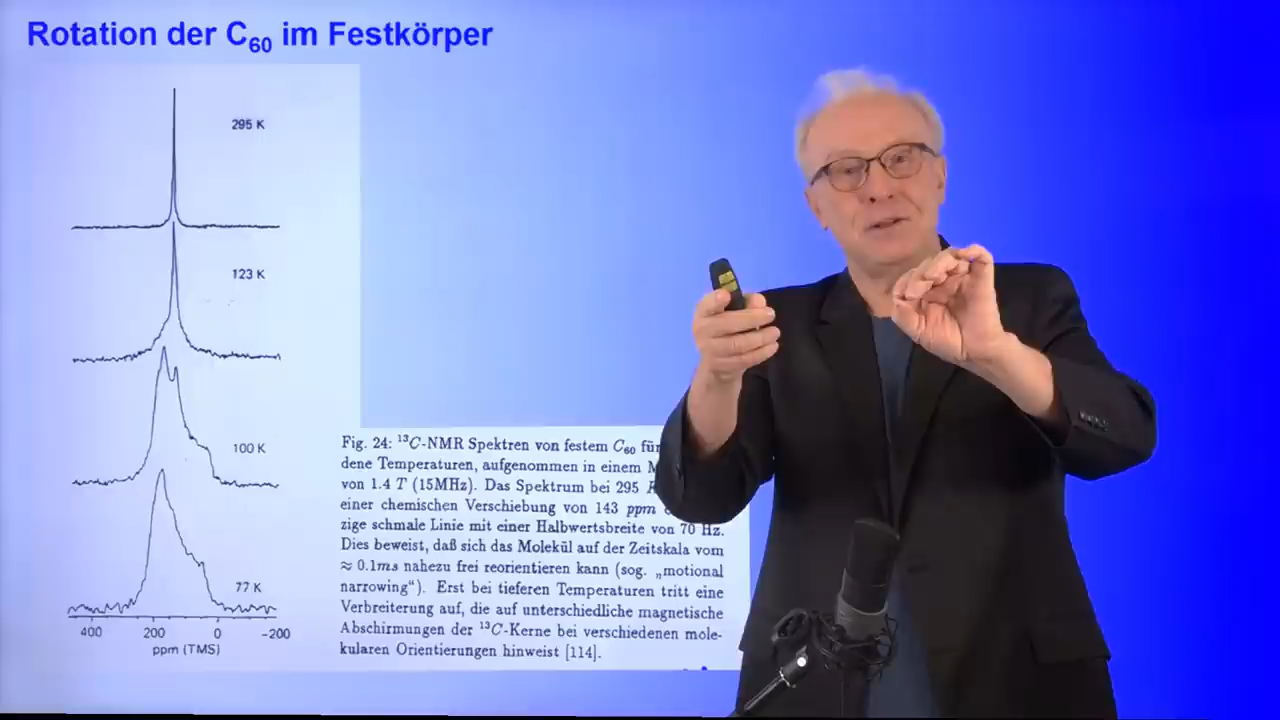 Rotation der C60 im Festkörper
295 K
123 K
100 K
77 K
400 200 0 -200
ppm (TMS)
Fig. 24: 13C-NMR Spektren von festem C60 für
dene Temperaturen, aufgenommen in einem M
von 1.4 T (15MHz). Das Spektrum bei 295
einer chemischen Verschiebung von 143 ppm
zige schmale Linie mit einer Halbwertsbreite von 70 Hz.
Dies beweist, daß sich das Molekül auf der Zeitskala vom
≈ 0.1ms nahezu frei reorientieren kann (sog. „motional
narrowing“). Erst bei tieferen Temperaturen tritt eine
Verbreiterung auf, die auf unterschiedliche magnetische
Abschirmungen der 13C-Kerne bei verschiedenen mole-
kularen Orientierungen hinweist [114].